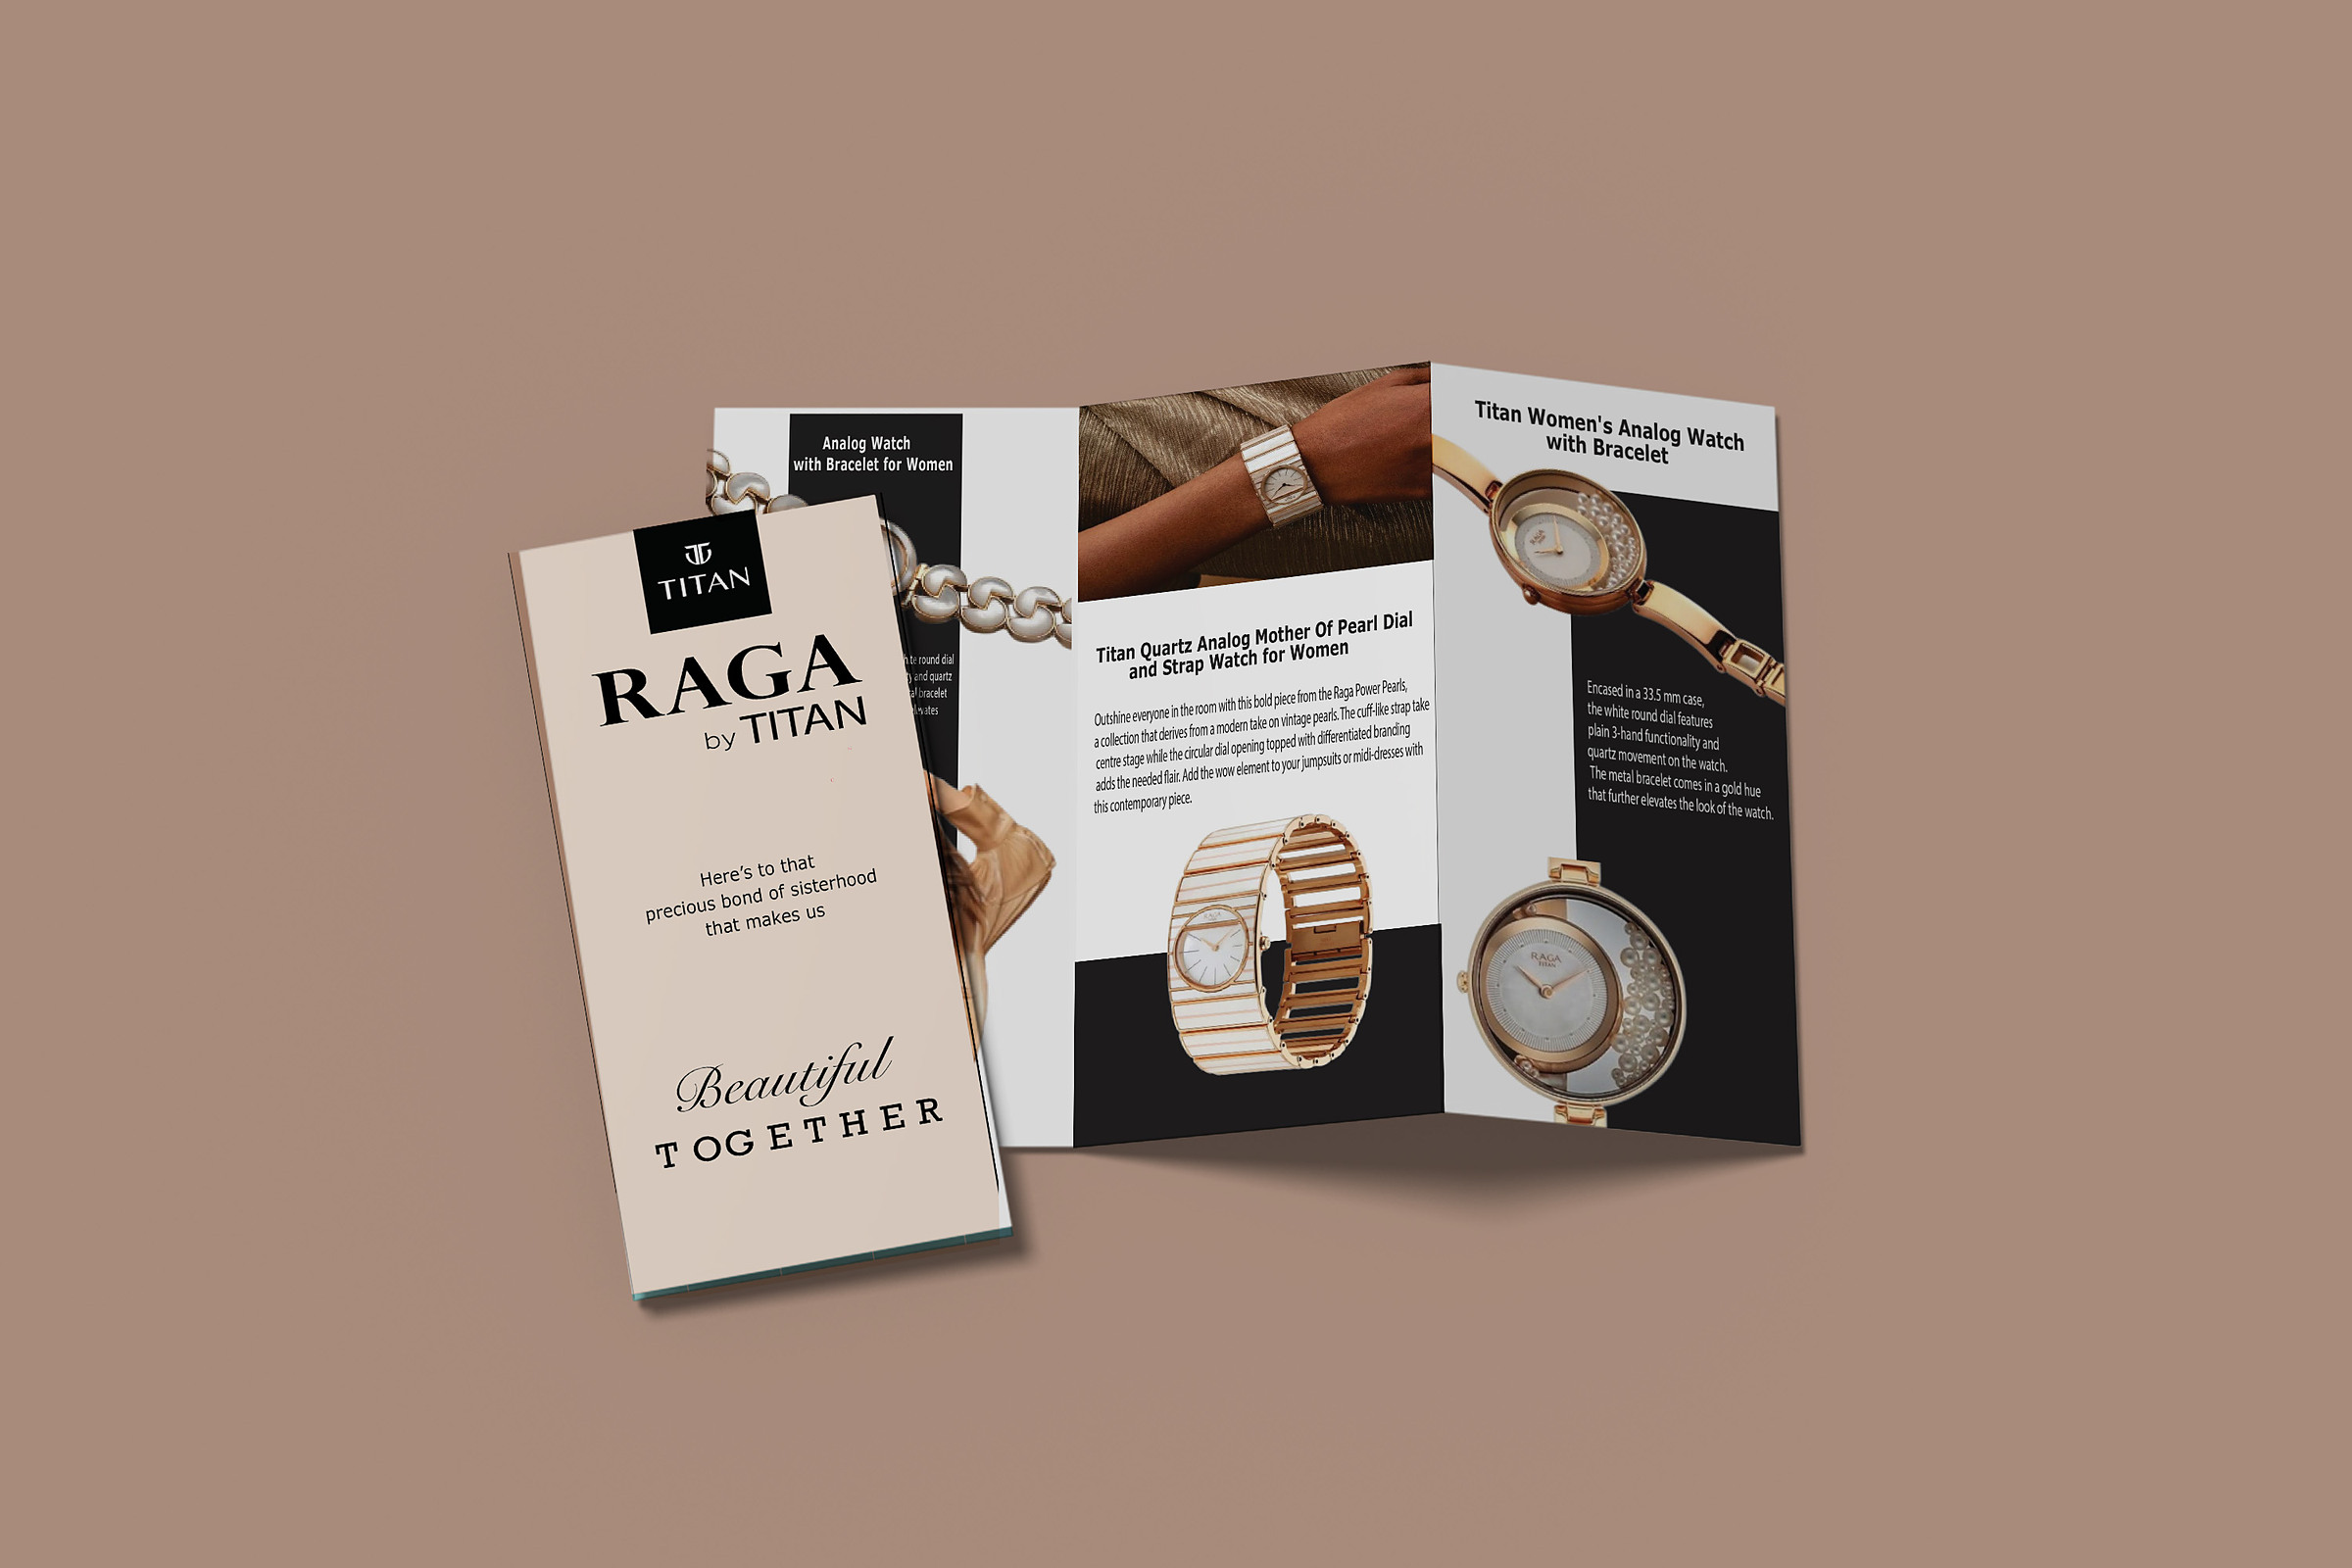 TITAN
RAGA
by TITAN
Here's to that
precious bond of sisterhood
that makes us
Beautiful
TOGETHER
Analog Watch
with Bracelet for Women
round dial
and quartz
bracelet
Titan Quartz Analog Mother Of Pearl Dial
and Strap Watch for Women
Outshine everyone in the room with this bold piece from the Raga Power Pearls,
a collection that derives from a modern take on vintage pearls. The cuff-like strap take
centre stage while the circular dial opening topped with differentiated branding
adds the needed flair. Add the wow element to your jumpsuits or midi-dresses with
this contemporary piece.
RAGA
Titan Women's Analog Watch
with Bracelet
RAGA
Encased in a 33.5 mm case,
the white round dial features
plain 3-hand functionality and
quartz movement on the watch.
The metal bracelet comes in a gold hue
that further elevates the look of the watch.
RAGA
TITAN